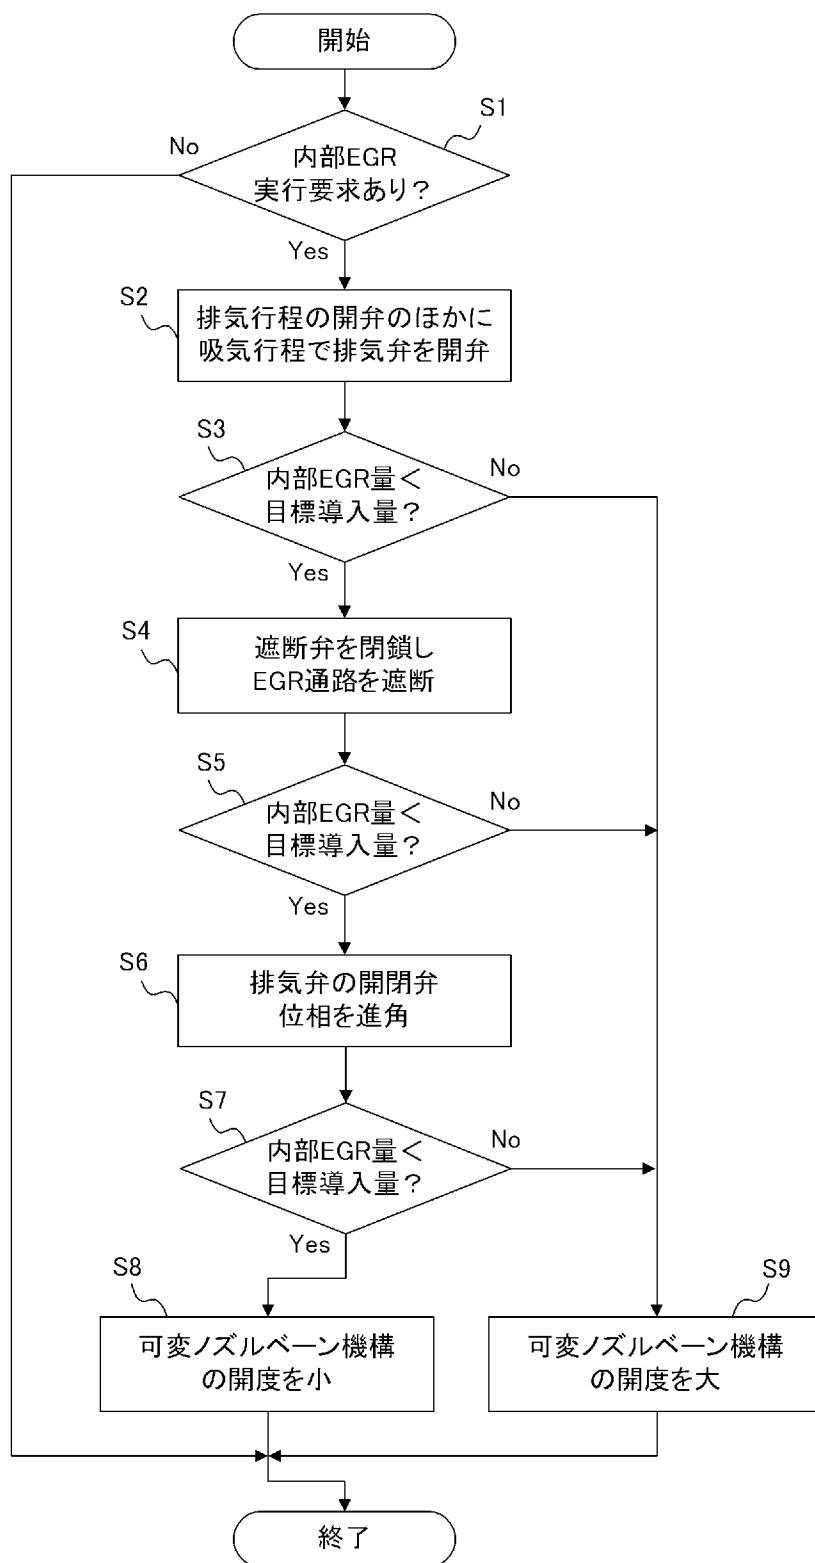 開始
S1
No
内部EGR
実行要求あり?
Yes
S2
排気行程の開弁のほかに
吸気行程で排気弁を開弁
S3
No
内部EGR量<
目標導入量?
Yes
S4
遮断弁を閉鎖し
EGR通路を遮断
S5
No
内部EGR量<
目標導入量?
Yes
S6
排気弁の開閉弁
位相を進角
S7
No
内部EGR量<
目標導入量?
Yes
S8
可変ノズルベーン機構
の開度を小
S9
可変ノズルベーン機構
の開度を大
終了